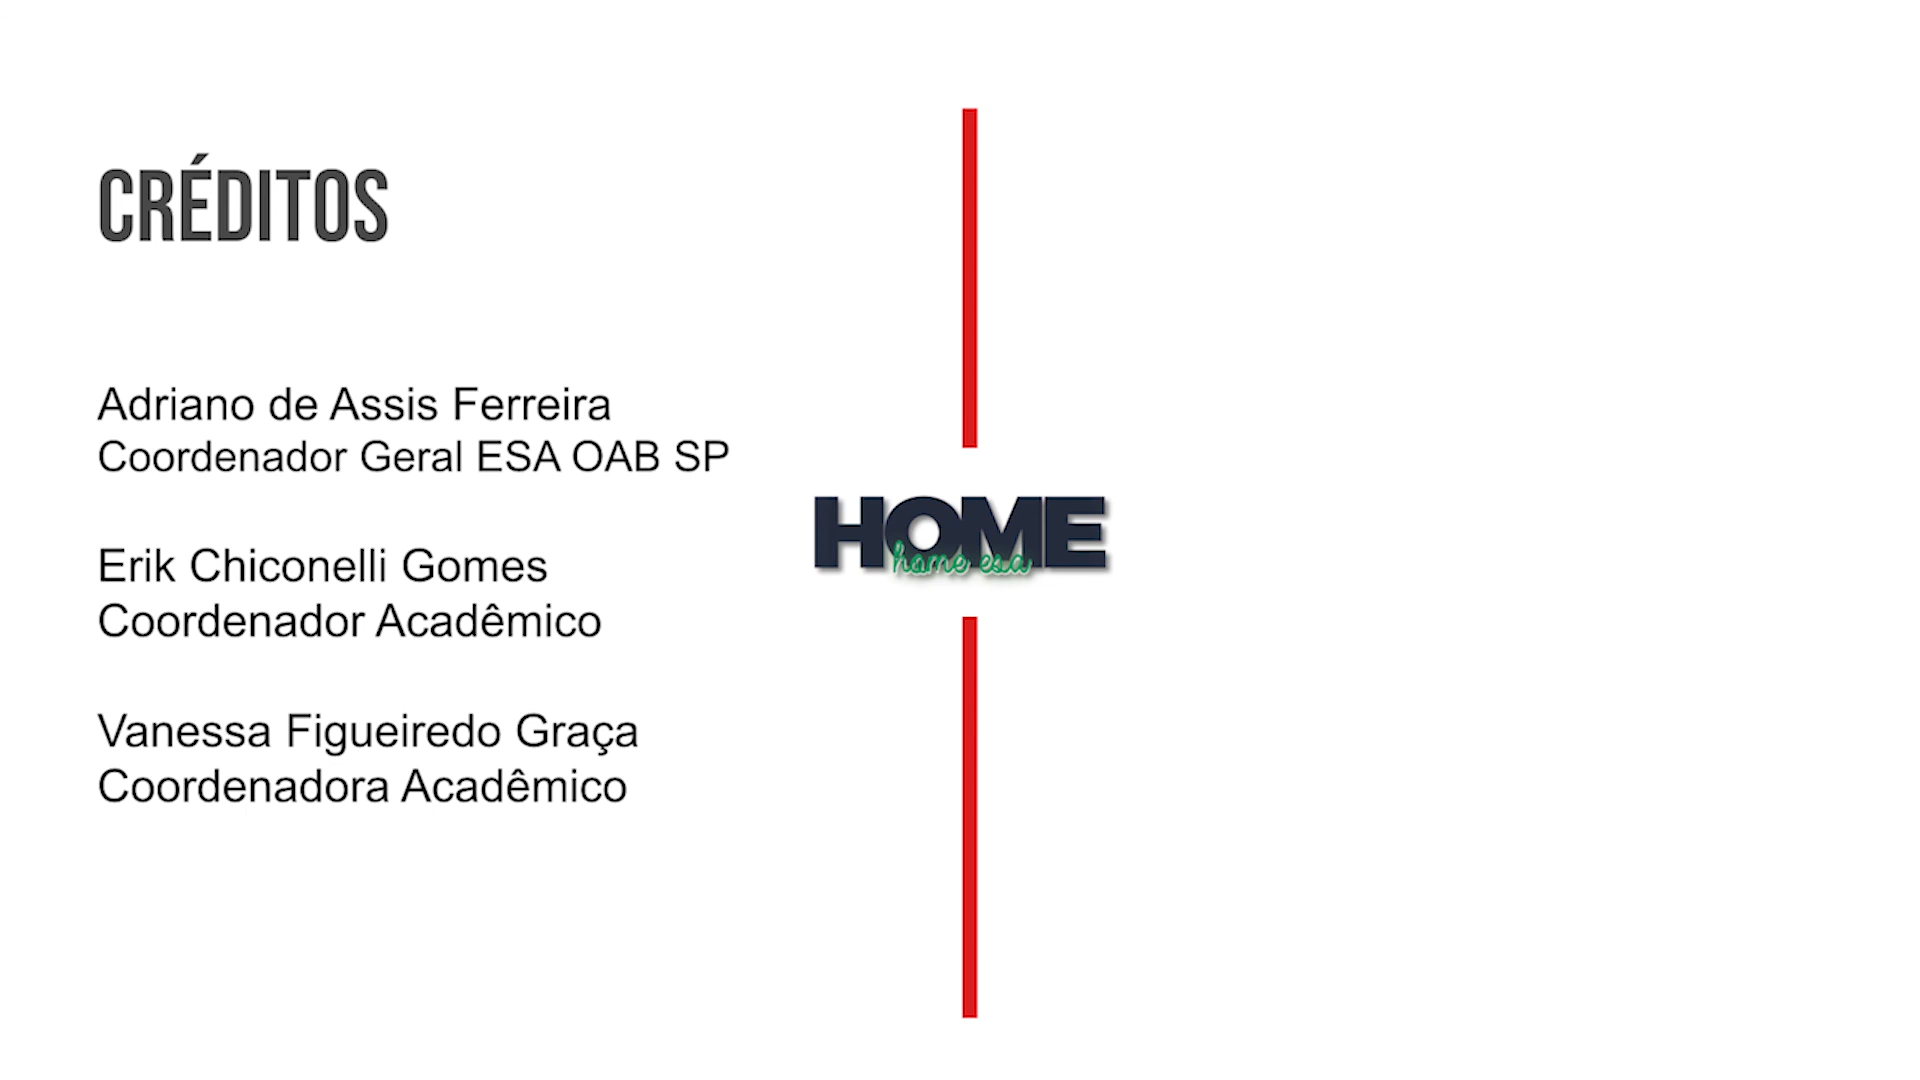 CRÉDITOS
Adriano de Assis Ferreira
Coordenador Geral ESA OAB SP
Erik Chiconelli Gomes
Coordenador Acadêmico
Vanessa Figueiredo Graça
Coordenadora Acadêmico
HOME
home esa